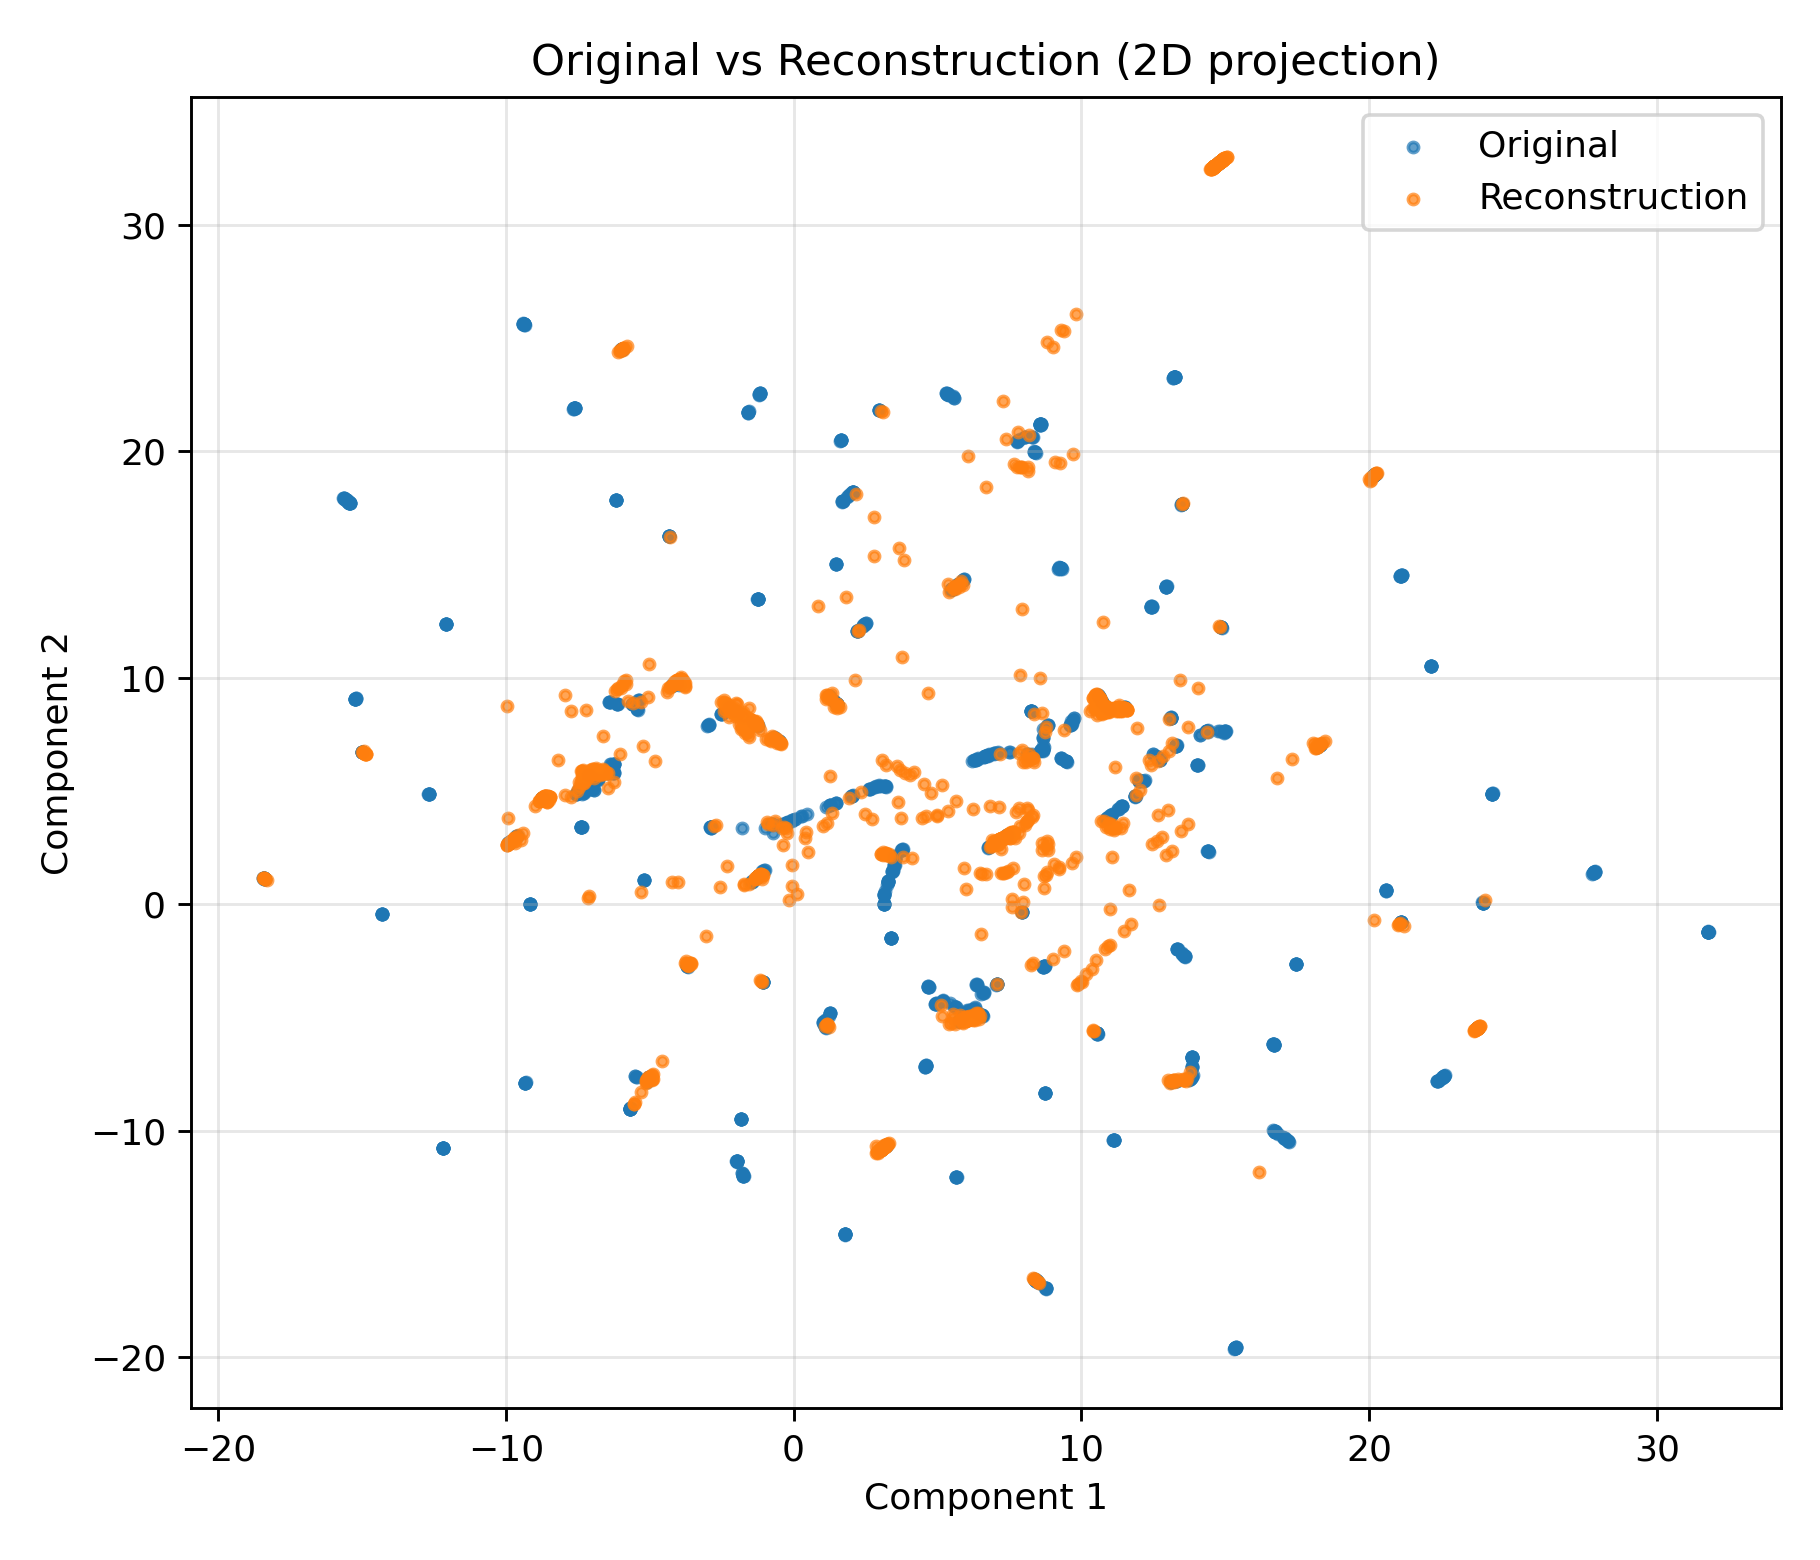 Original vs Reconstruction (2D projection)
Original
Reconstruction
30
20
10
0
−10
−20
Component 2
−20
−10
0
10
20
30
Component 1